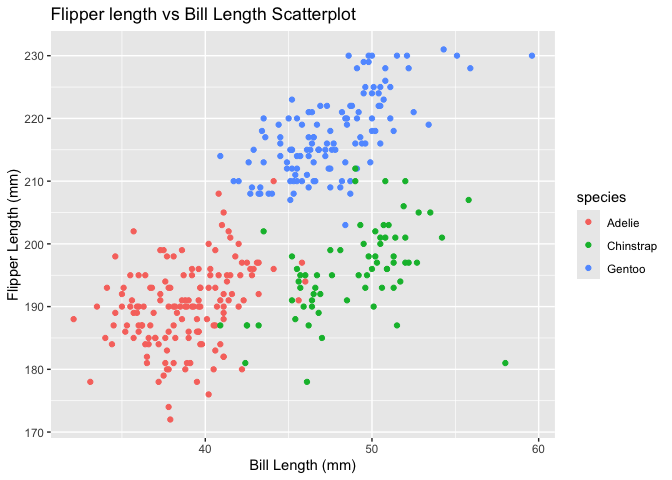 Flipper length vs Bill Length Scatterplot
230
220
210
200
190
180
170
Flipper Length (mm)
40
50
60
Bill Length (mm)
species
Adelie
Chinstrap
Gentoo